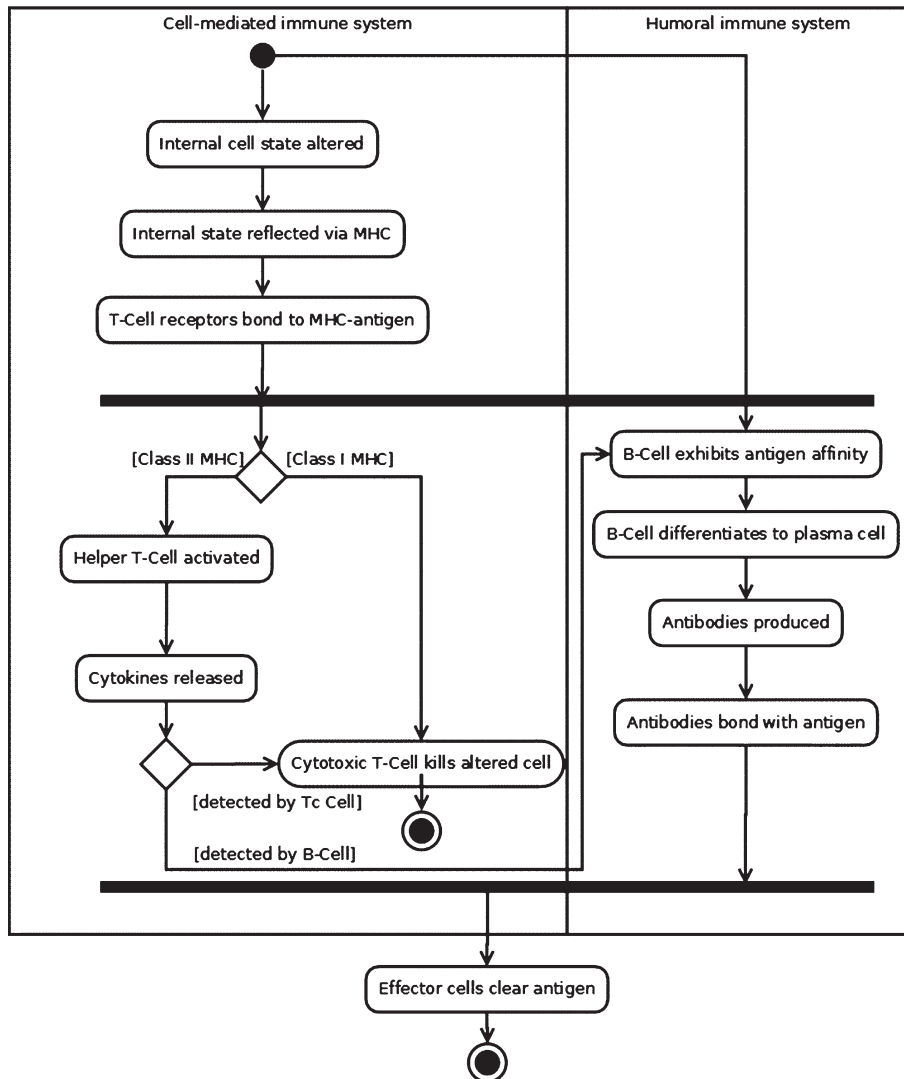 Cell-mediated immune system
Humoral immune system
Internal cell state altered
Internal state reflected via MHC
T-Cell receptors bond to MHC-antigen
[Class II MHC]
[Class I MHC]
B-Cell exhibits antigen affinity
B-Cell differentiates to plasma cell
Helper T-Cell activated
Antibodies produced
Cytokines released
Antibodies bond with antigen
Cytotoxic T-Cell kills altered cell
[detected by Tc Cell]
[detected by B-Cell]
Effector cells clear antigen